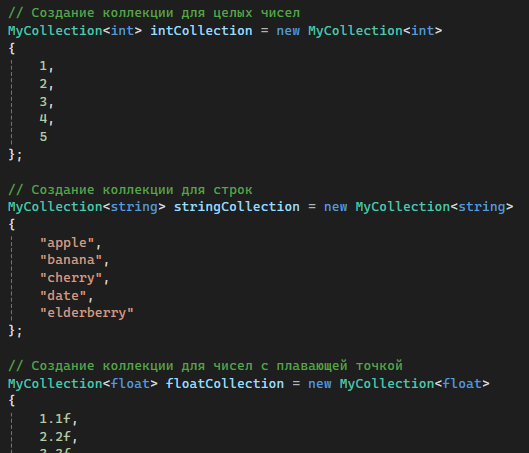 // Создание коллекции для целых чисел
MyCollection<int> intCollection = new MyCollection<int>
{
1,
2,
3,
4,
5
};
// Создание коллекции для строк
MyCollection<string> stringCollection = new MyCollection<string>
{
"apple",
"banana",
"cherry",
"date",
"elderberry"
};
// Создание коллекции для чисел с плавающей точкой
MyCollection<float> floatCollection = new MyCollection<float>
{
1.1f,
2.2f,